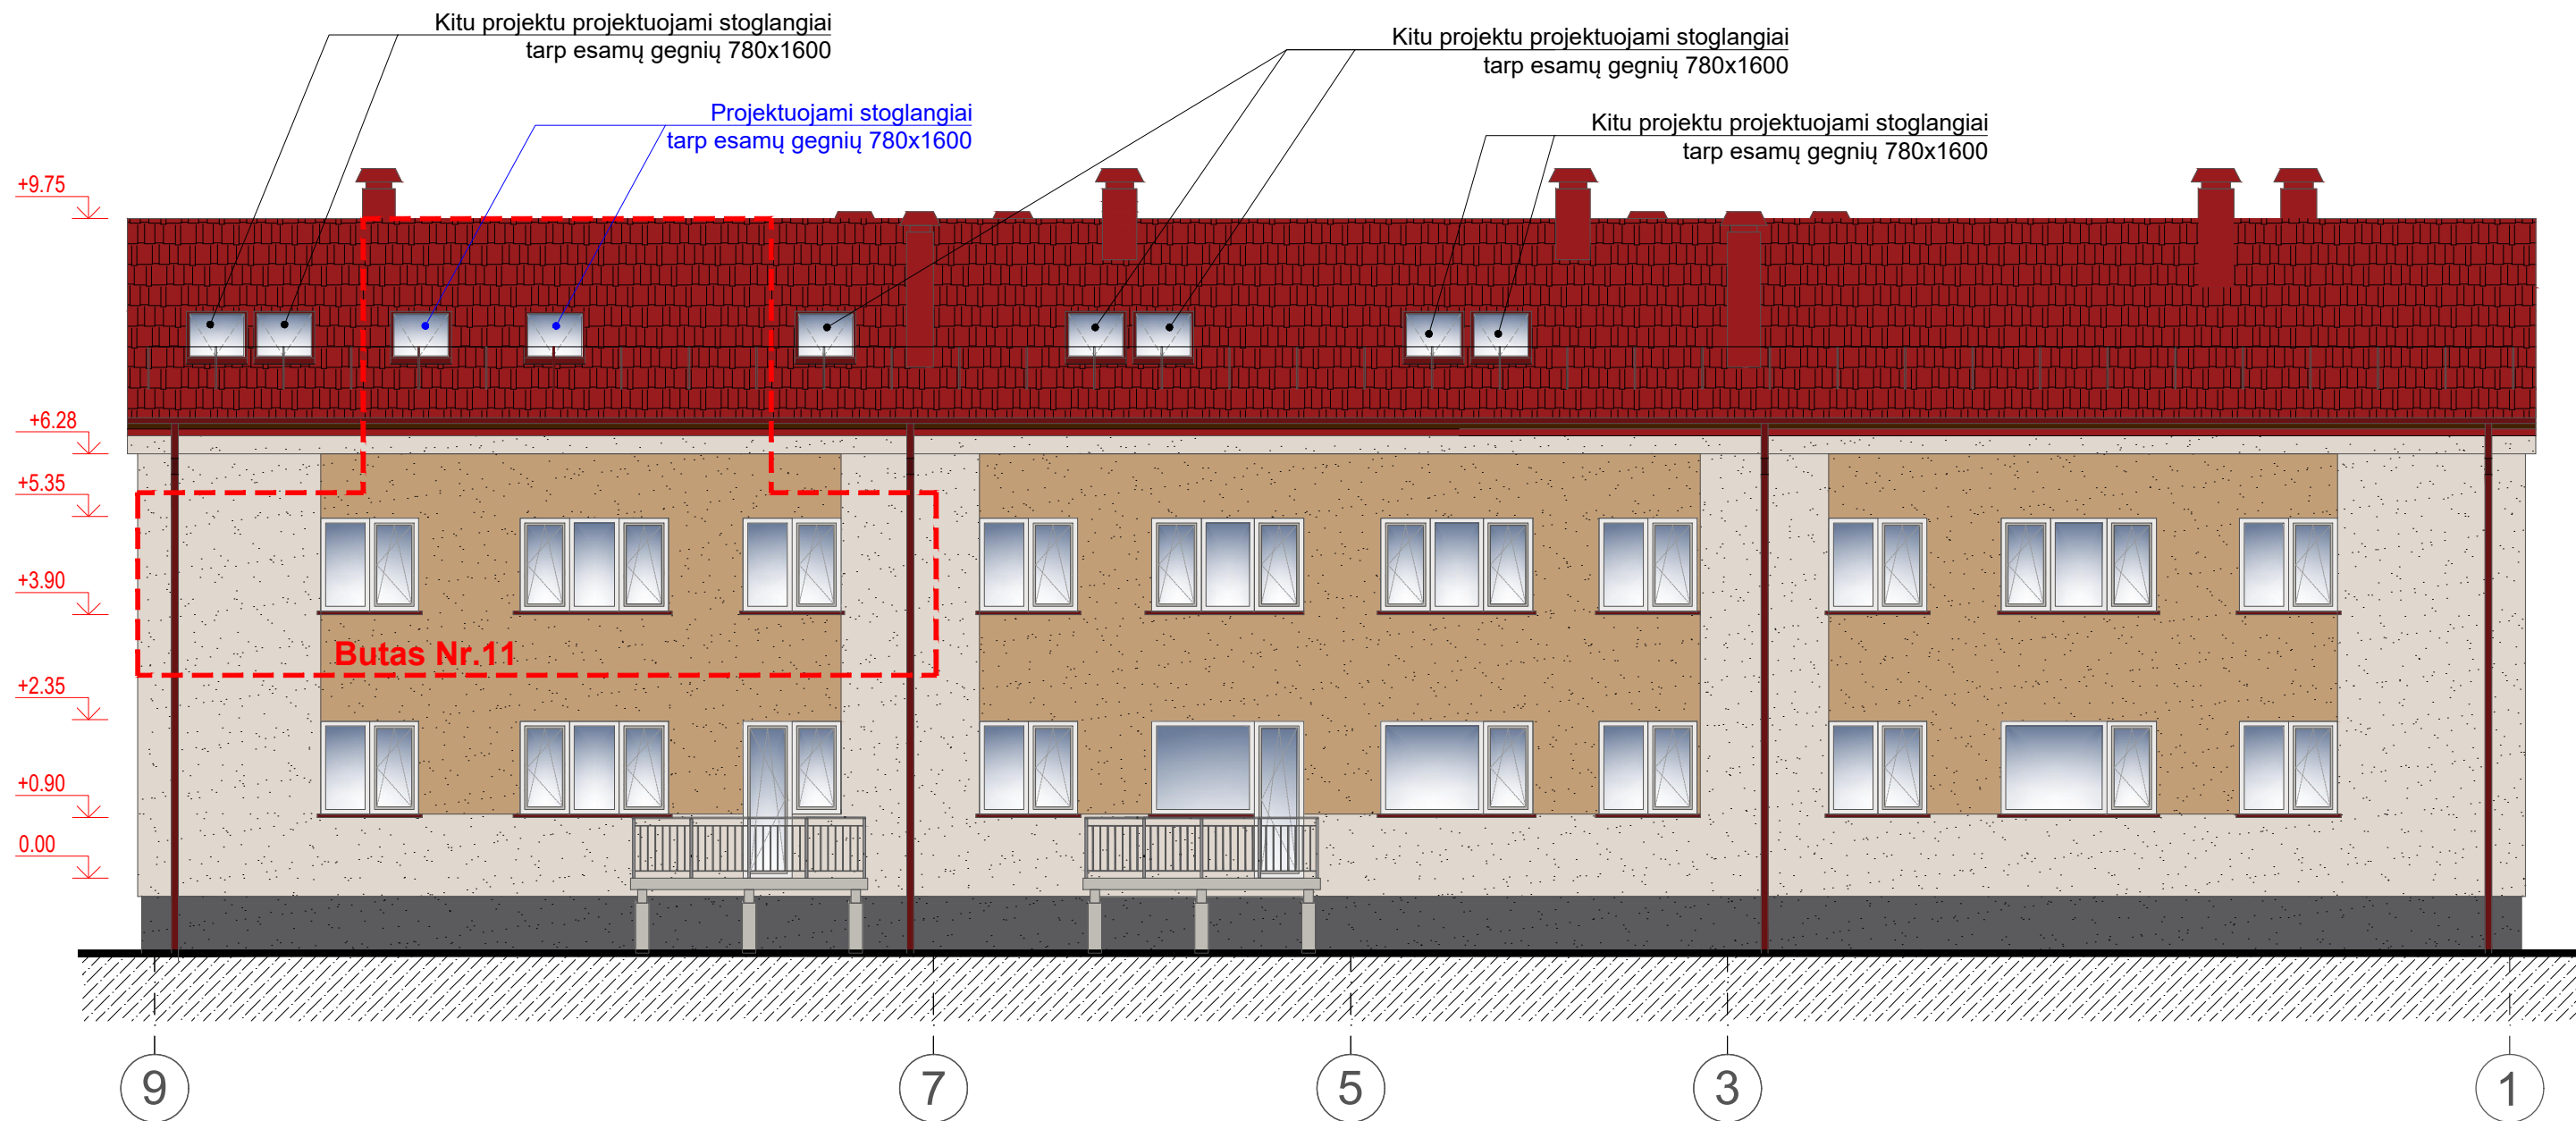 Kitu projektu projektuojami stoglangiai
tarp esamų gegnių 780x1600
Kitu projektu projektuojami stoglangiai
tarp esamų gegnių 780x1600
Projektuojami stoglangiai
tarp esamų gegnių 780x1600
Kitu projektu projektuojami stoglangiai
tarp esamų gegnių 780x1600
+9.75
+6.28
+5.35
+3.90
Butas Nr.11
+2.35
+0.90
0.00
9
7
5
3
1